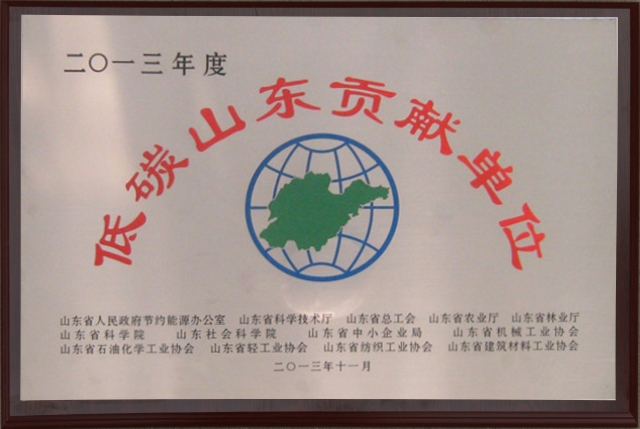 二〇一三年度
低碳山东贡献单位
山东省人民政府节约能源办公室 山东省科学技术厅 山东省总工会 山东省农业厅 山东省林业厅
山东省科学院 山东社会科学院 山东省中小企业局 山东省机械工业协会
山东省石油化学工业协会 山东省轻工业协会 山东省纺织工业协会 山东省建筑材料工业协会
二〇一三年十一月